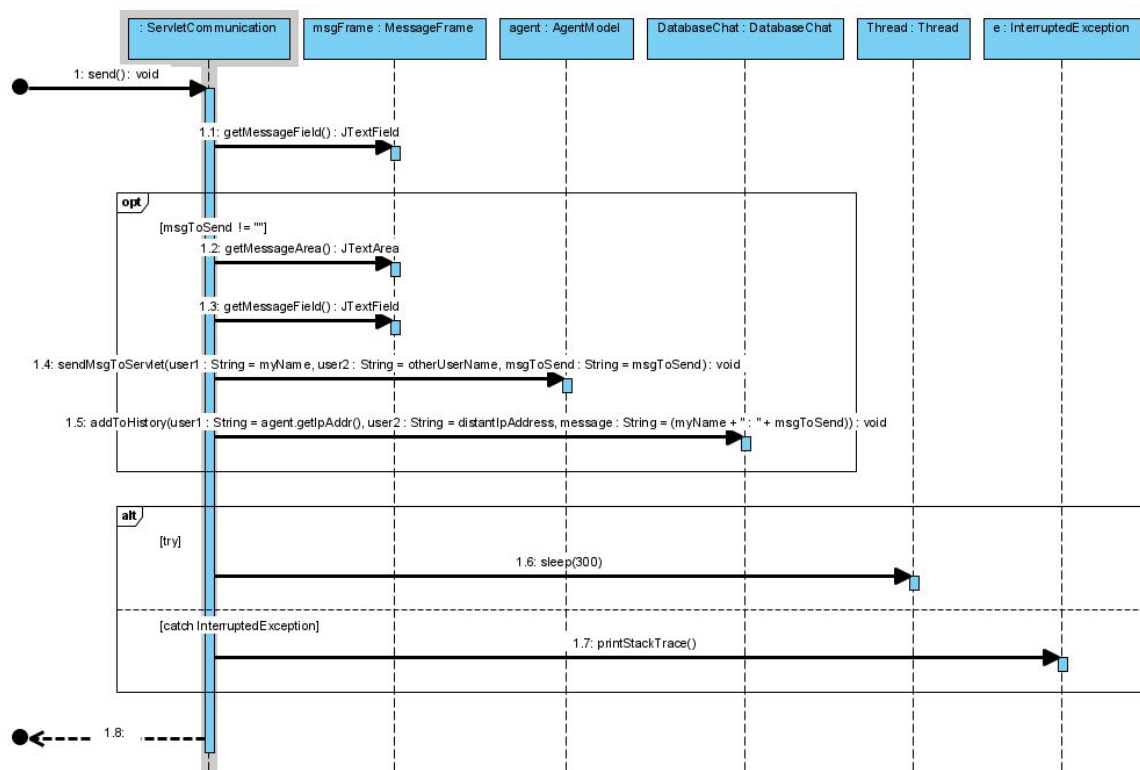 : ServletCommunication
msgFrame : MessageFrame
agent : AgentModel
DatabaseChat : DatabaseChat
Thread : Thread
e : InterruptedException
1: send() : void
1.1: getMessageField() : JTextField
opt
[msgToSend != ""]
1.2: getMessageArea() : JTextArea
1.3: getMessageField() : JTextField
1.4: sendMsgToServlet(user1 : String = myName, user2 : String = otherUserName, msgToSend : String = msgToSend) : void
1.5: addToHistory(user1 : String = agent.getIpAddr(), user2 : String = distantIpAddress, message : String = (myName + " : " + msgToSend)) : void
alt
[try]
1.6: sleep(300)
[catch InterruptedException]
1.7: printStackTrace()
1.8: